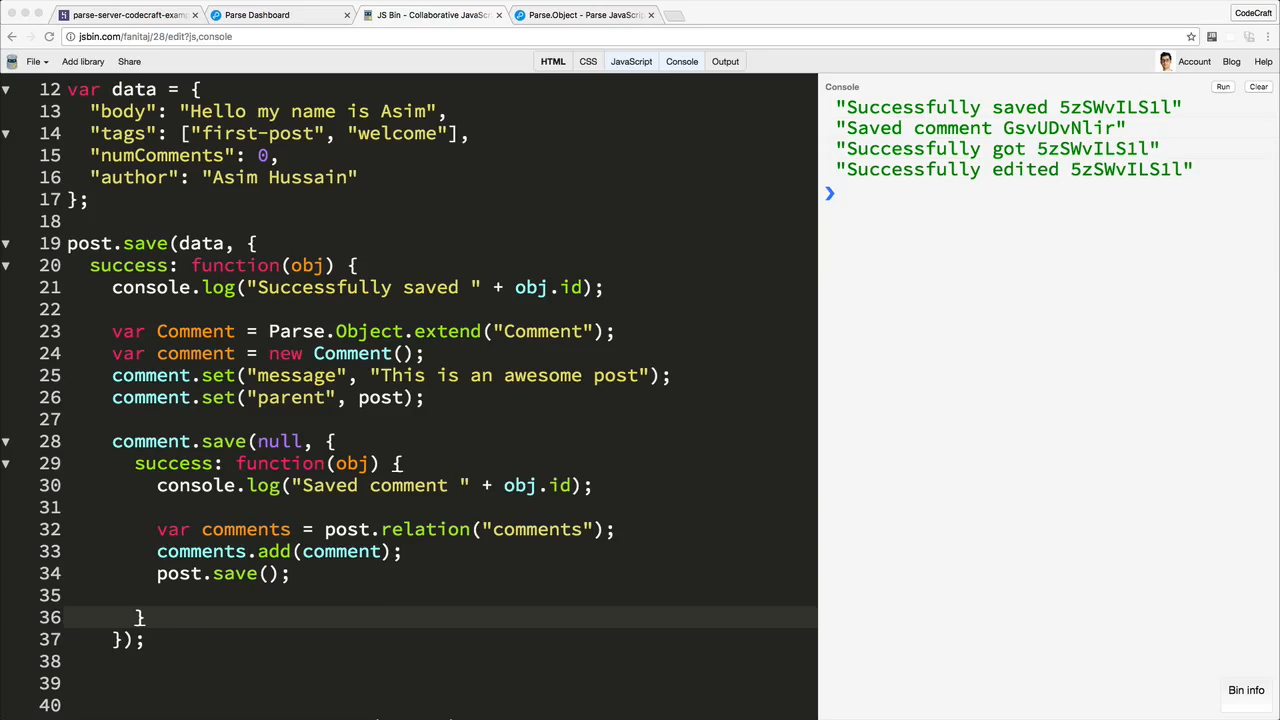 parse-server-codecraft-examp
Parse Dashboard
JS Bin - Collaborative JavaSc
Parse.Object - Parse JavaScri
CodeCraft
jsbin.com/fanitaj/28/edit?js,console
File Add library Share HTML CSS JavaScript Console Output Account Blog Help
12 var data = {
13 "body": "Hello my name is Asim",
14 "tags": ["first-post", "welcome"],
15 "numComments": 0,
16 "author": "Asim Hussain"
17 };
18
19 post.save(data, {
20 success: function(obj) {
21 console.log("Successfully saved " + obj.id);
22
23 var Comment = Parse.Object.extend("Comment");
24 var comment = new Comment();
25 comment.set("message", "This is an awesome post");
26 comment.set("parent", post);
27
28 comment.save(null, {
29 success: function(obj) {
30 console.log("Saved comment " + obj.id);
31
32 var comments = post.relation("comments");
33 comments.add(comment);
34 post.save();
35
36 }
37 });
38
39
40
Console Run Clear
"Successfully saved 5zSWvILS1l"
"Saved comment GsvUDvNlir"
"Successfully got 5zSWvILS1l"
"Successfully edited 5zSWvILS1l"
Bin info